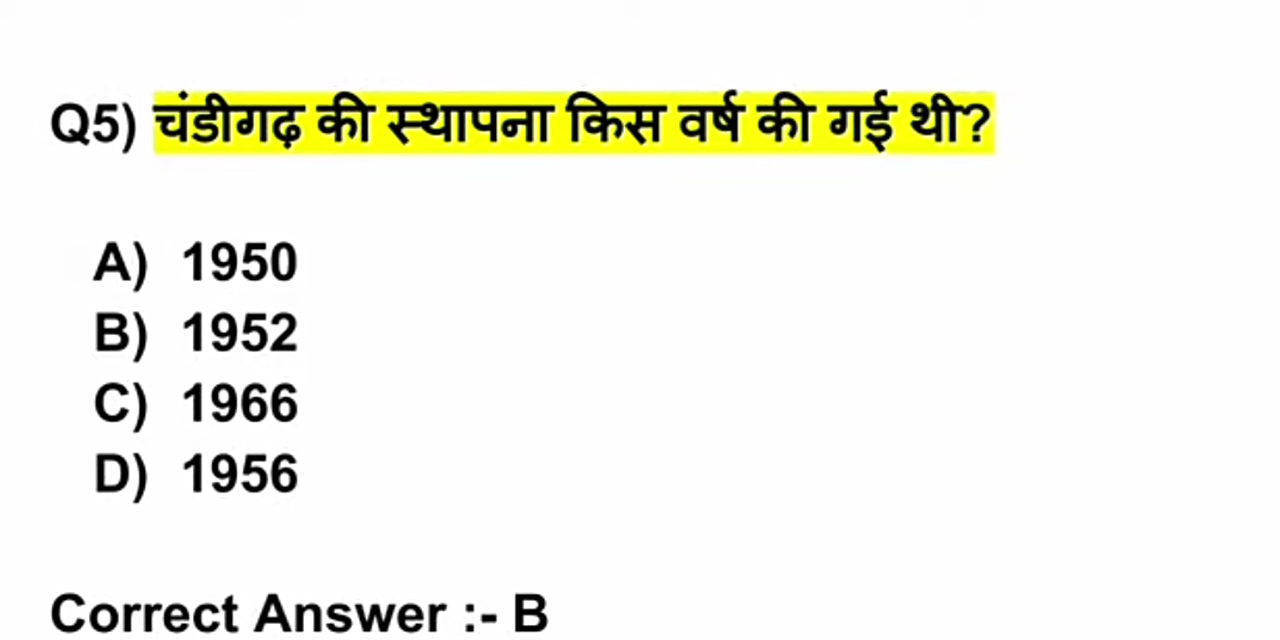 Q5) चंडीगढ़ की स्थापना किस वर्ष की गई थी?
A) 1950
B) 1952
C) 1966
D) 1956
Correct Answer :- B